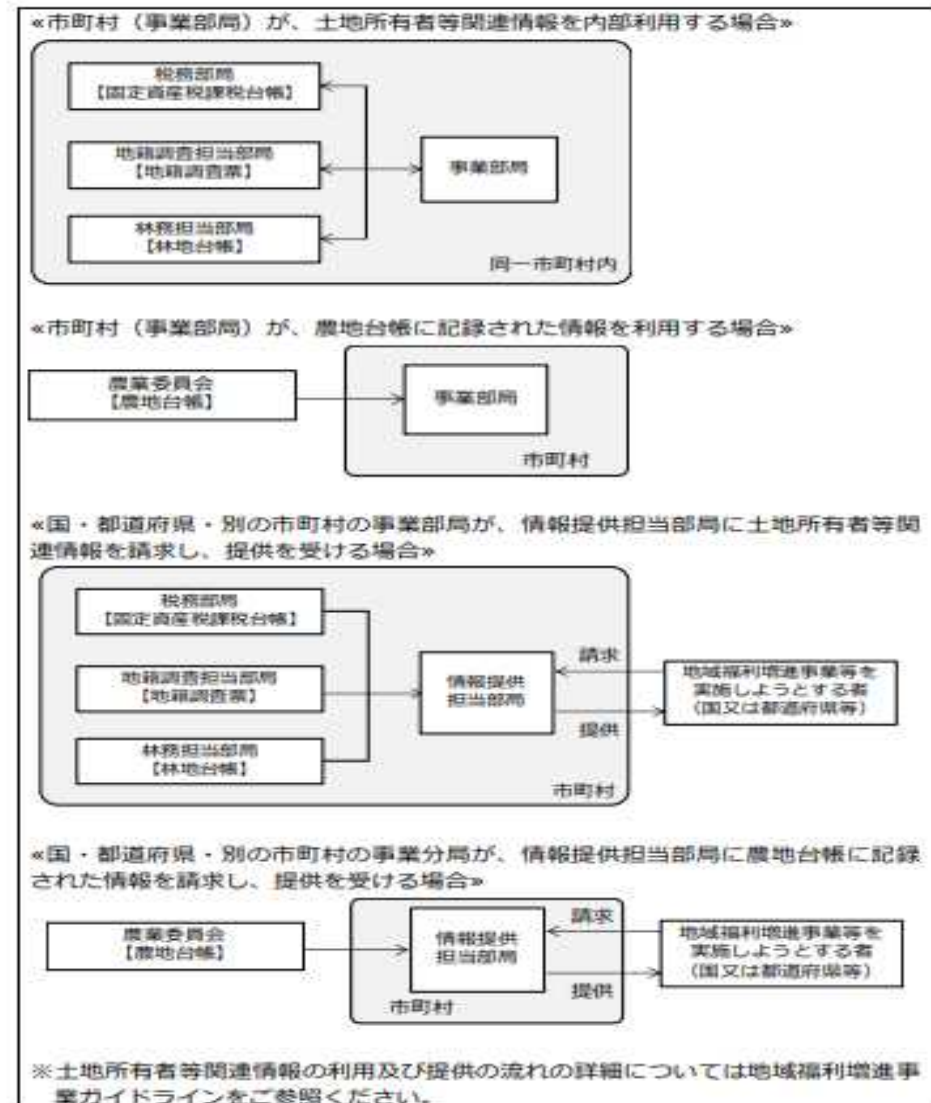 «市町村（事業部局）が、土地所有者等関連情報を内部利用する場合»
税務部局
【固定資産税課税台帳】
地籍調査担当部局
【地籍調査票】
林務担当部局
【林地台帳】
事業部局
同一市町村内
«市町村（事業部局）が、農地台帳に記録された情報を利用する場合»
農業委員会
【農地台帳】
事業部局
市町村
«国・都道府県・別の市町村の事業部局が、情報提供担当部局に土地所有者等関
連情報を請求し、提供を受ける場合»
税務部局
【固定資産税課税台帳】
地籍調査担当部局
【地籍調査票】
林務担当部局
【林地台帳】
情報提供
担当部局
請求
提供
地域福利増進事業等を
実施しようとする者
（国又は都道府県等）
市町村
«国・都道府県・別の市町村の事業分局が、情報提供担当部局に農地台帳に記録
された情報を請求し、提供を受ける場合»
農業委員会
【農地台帳】
情報提供
担当部局
請求
提供
地域福利増進事業等を
実施しようとする者
（国又は都道府県等）
市町村
※土地所有者等関連情報の利用及び提供の流れの詳細については地域福利増進事
業ガイドラインをご参照ください。